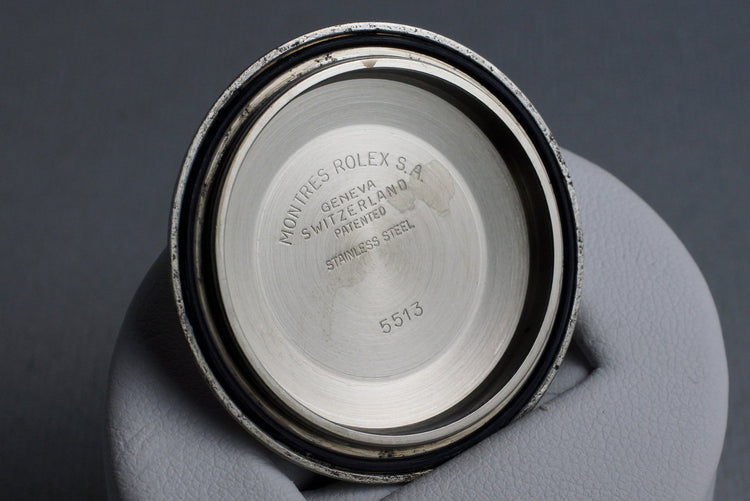 MONTRES ROLEX S.A.
GENEVA
SWITZERLAND
PATENTED
STAINLESS STEEL
5513